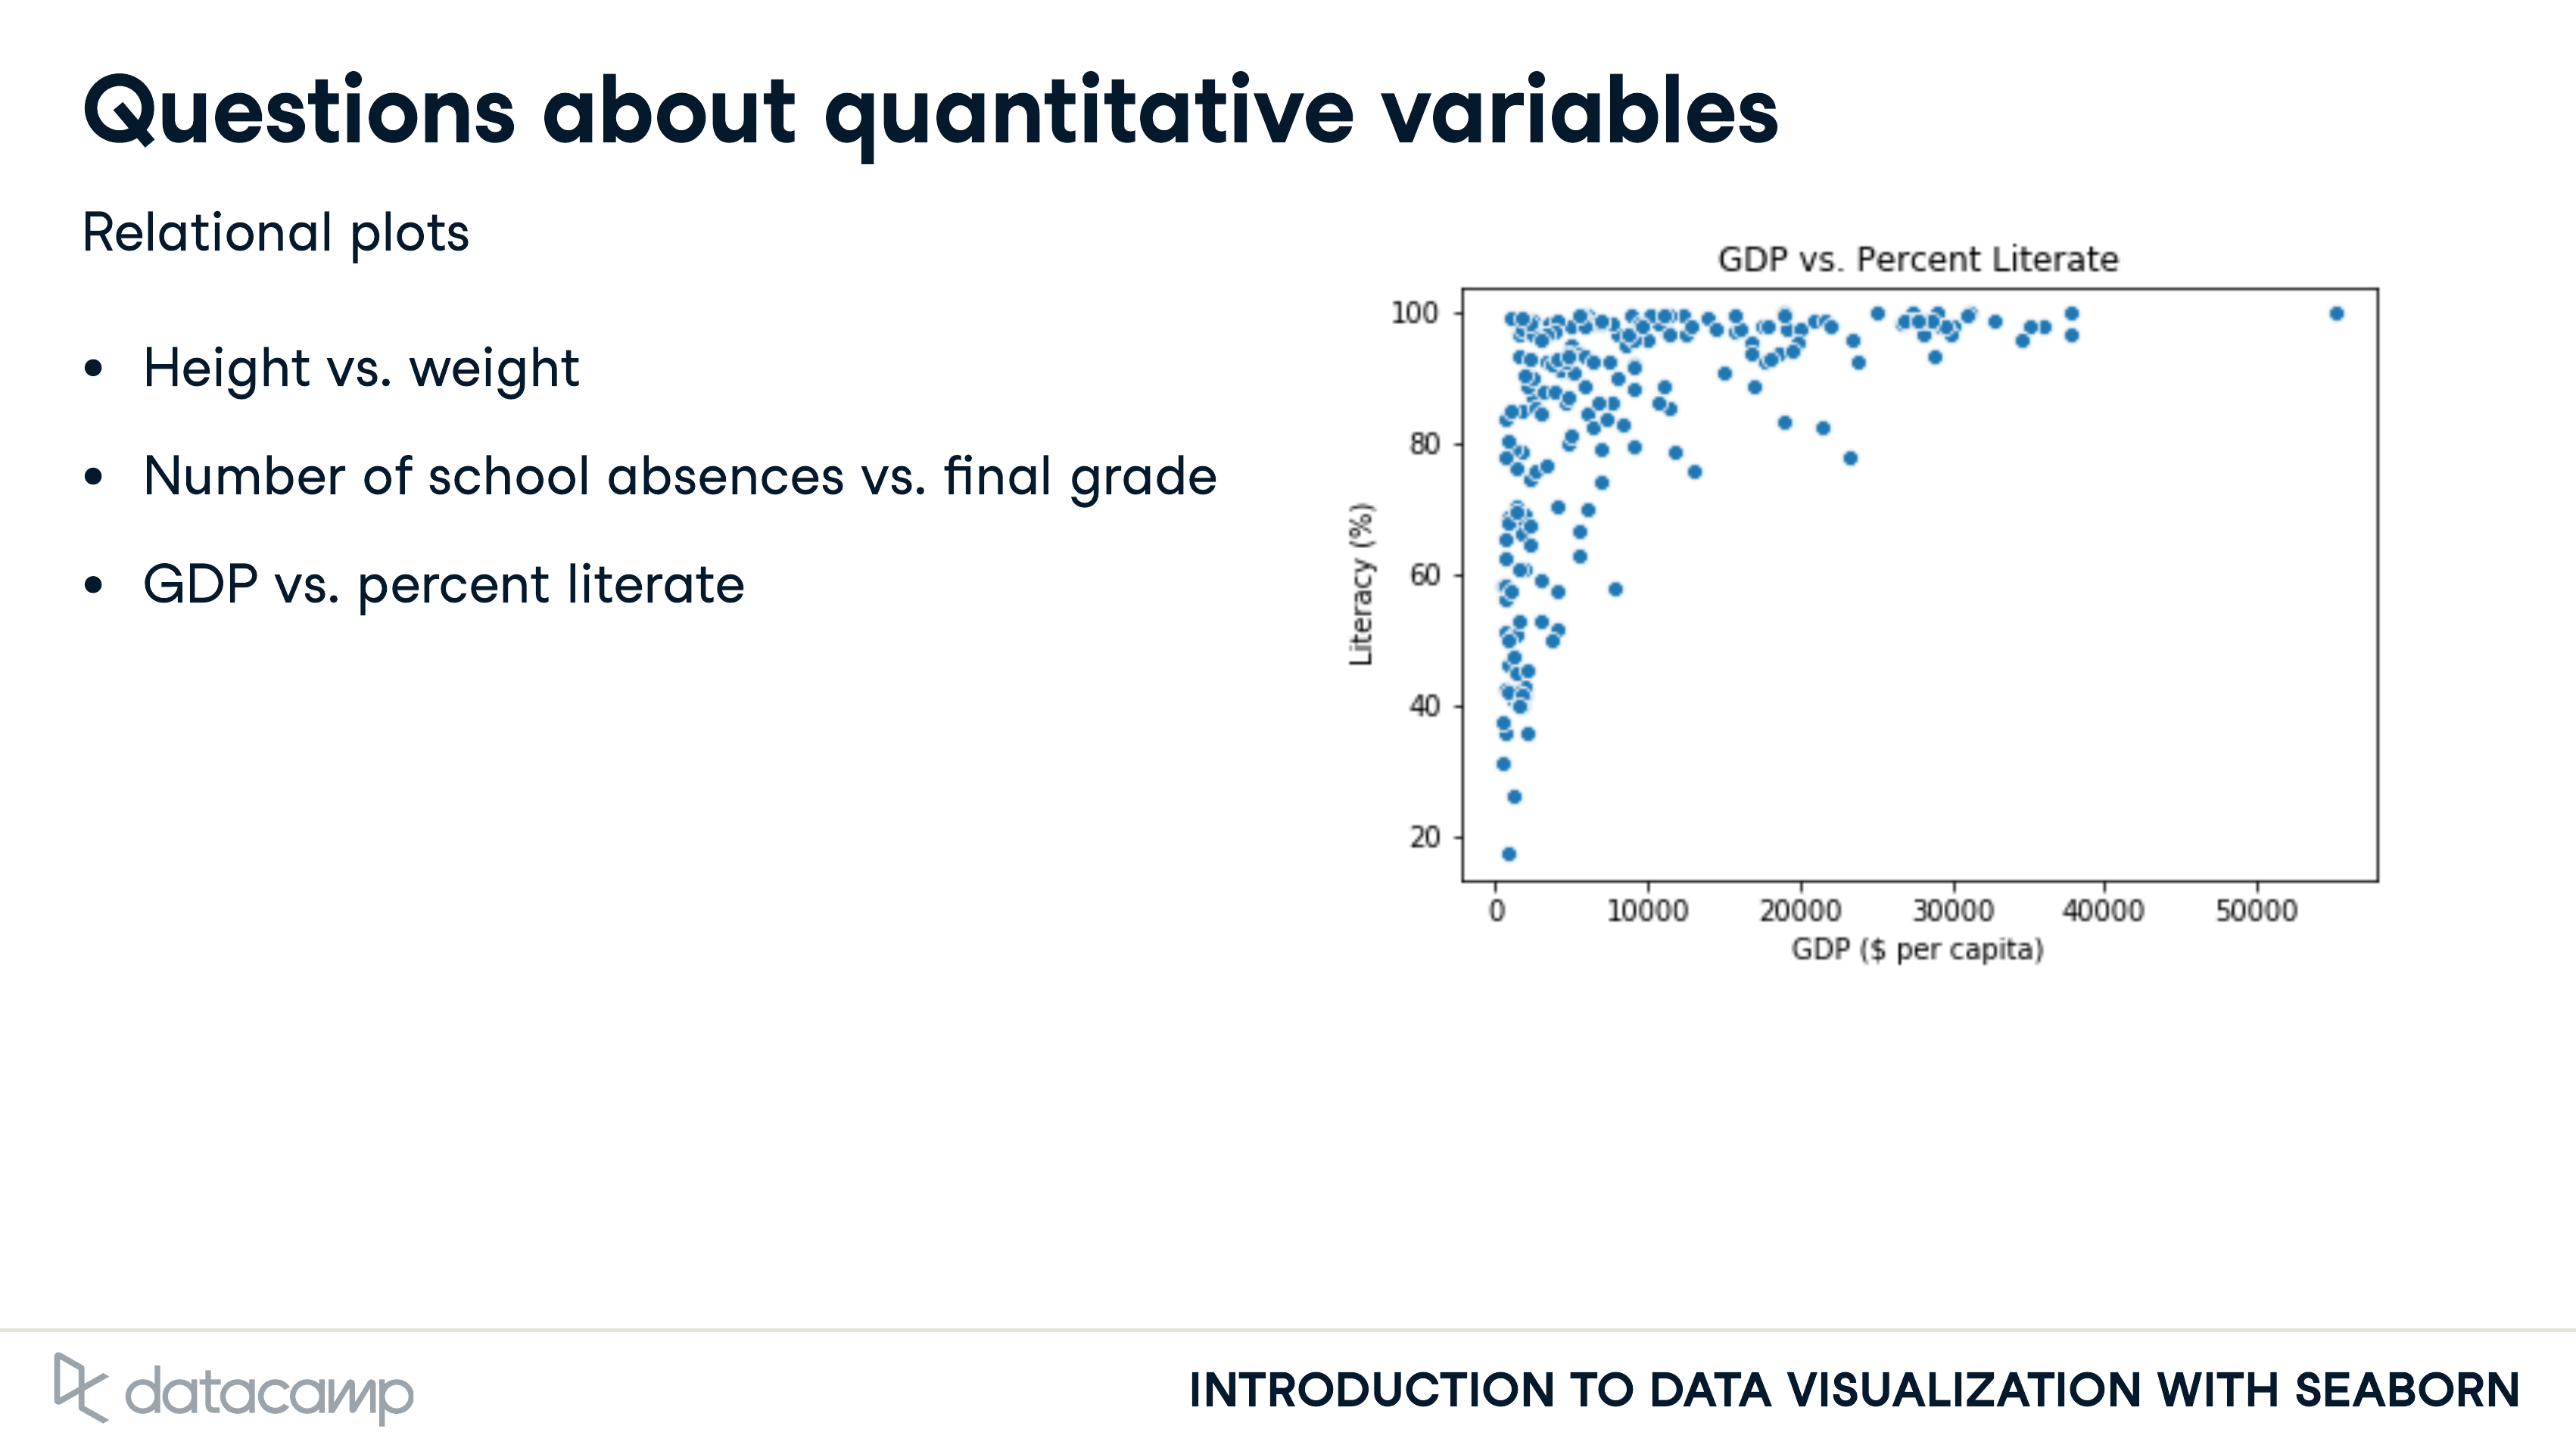 Questions about quantitative variables
Relational plots
• Height vs. weight
• Number of school absences vs. final grade
• GDP vs. percent literate
GDP vs. Percent Literate
100
80
60
40
20
Literacy (%)
0 10000 20000 30000 40000 50000
GDP ($ per capita)
datacamp
INTRODUCTION TO DATA VISUALIZATION WITH SEABORN